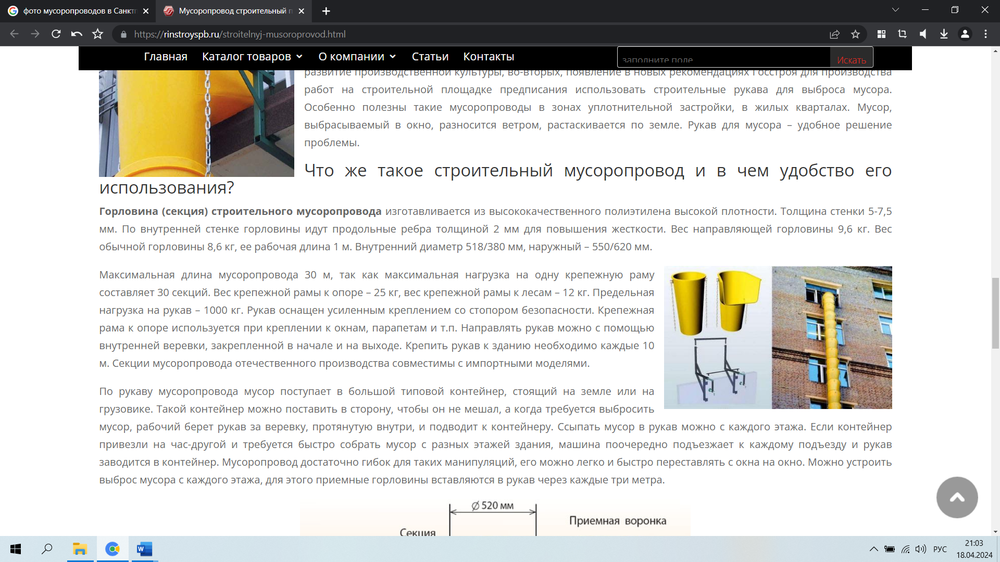 фото мусоропроводов в Санкт
Мусоропровод строительный п
https://rinstroyspb.ru/stroitelnyj-musoroprovod.html
Главная Каталог товаров О компании Статьи Контакты заполните поле Искать
развитие производственной культуры, во-вторых, появление в новых рекомендациях Госстроя для производства
работ на строительной площадке предписания использовать строительные рукава для выброса мусора.
Особенно полезны такие мусоропроводы в зонах уплотнительной застройки, в жилых кварталах. Мусор,
выбрасываемый в окно, разносится ветром, растаскивается по земле. Рукав для мусора – удобное решение
проблемы.
Что же такое строительный мусоропровод и в чем удобство его
использования?
Горловина (секция) строительного мусоропровода изготавливается из высококачественного полиэтилена высокой плотности. Толщина стенки 5-7,5
мм. По внутренней стенке горловины идут продольные ребра толщиной 2 мм для повышения жесткости. Вес направляющей горловины 9,6 кг. Вес
обычной горловины 8,6 кг, ее рабочая длина 1 м. Внутренний диаметр 518/380 мм, наружный – 550/620 мм.
Максимальная длина мусоропровода 30 м, так как максимальная нагрузка на одну крепежную раму
составляет 30 секций. Вес крепежной рамы к опоре – 25 кг, вес крепежной рамы к лесам – 12 кг. Предельная
нагрузка на рукав – 1000 кг. Рукав оснащен усиленным креплением со стопором безопасности. Крепежная
рама к опоре используется при креплении к окнам, парапетам и т.п. Направлять рукав можно с помощью
внутренней веревки, закрепленной в начале и на выходе. Крепить рукав к зданию необходимо каждые 10
м. Секции мусоропровода отечественного производства совместимы с импортными моделями.
По рукаву мусоропровода мусор поступает в большой типовой контейнер, стоящий на земле или на
грузовике. Такой контейнер можно поставить в сторону, чтобы он не мешал, а когда требуется выбросить
мусор, рабочий берет рукав за веревку, протянутую внутри, и подводит к контейнеру. Ссыпать мусор в рукав можно с каждого этажа. Если контейнер
привезли на час-другой и требуется быстро собрать мусор с разных этажей здания, машина поочередно подъезжает к каждому подъезду и рукав
заводится в контейнер. Мусоропровод достаточно гибок для таких манипуляций, его можно легко и быстро переставлять с окна на окно. Можно устроить
выброс мусора с каждого этажа, для этого приемные горловины вставляются в рукав через каждые три метра.
Ø 520 мм
Приемная воронка
Секция
W
РУС
21:03
18.04.2024